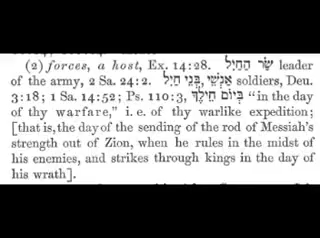 (2) forces, a host, Ex. 14:28. שַׂר הַחַיִל leader
of the army, 2 Sa. 24:2. אַנְשֵׁי, בְּנֵי חַיִל soldiers, Deu.
3:18; 1 Sa. 14:52; Ps. 110:3, בְּיוֹם חֵילֶךָ “in the day
of thy warfare,” i. e. of thy warlike expedition;
[that is, the day of the sending of the rod of Messiah's
strength out of Zion, when he rules in the midst of
his enemies, and strikes through kings in the day of
his wrath].